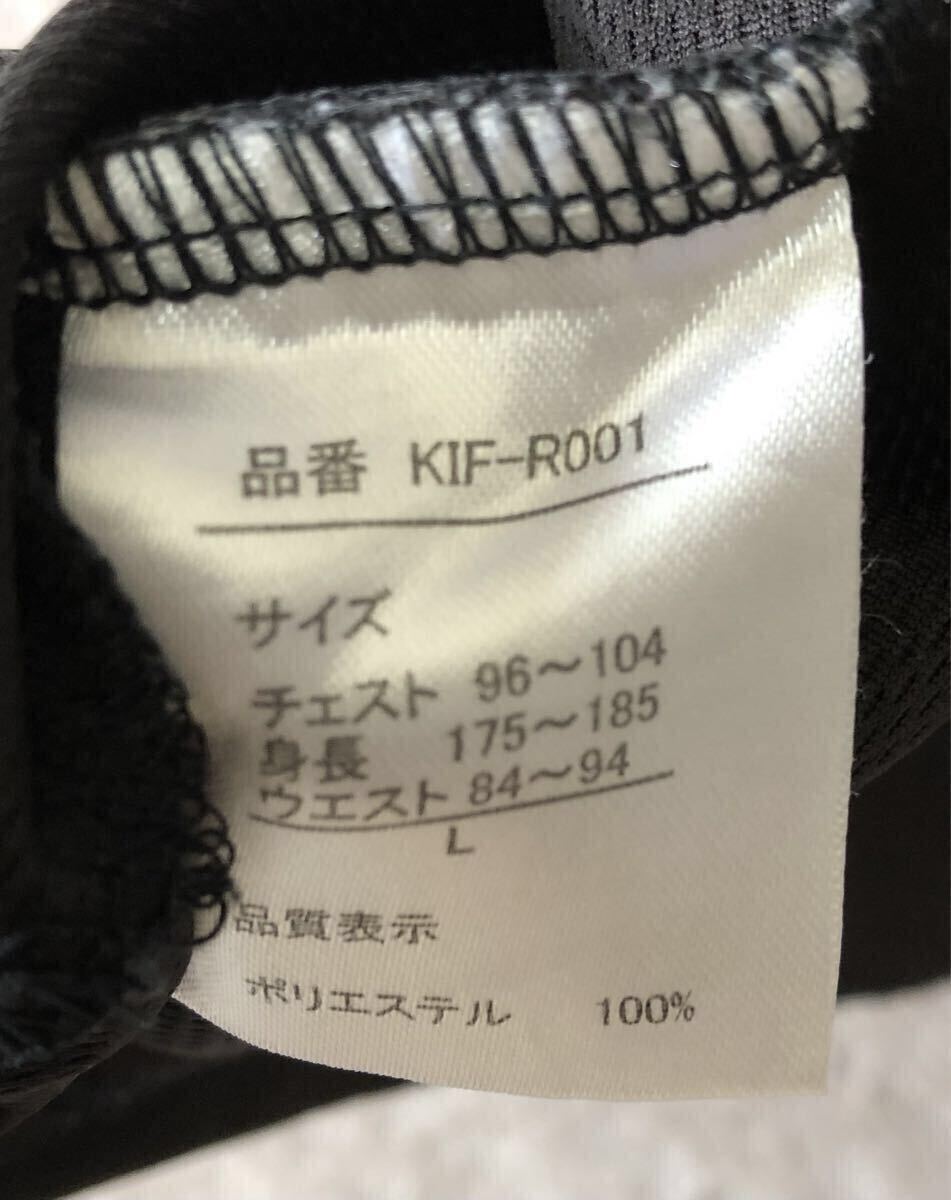 品番 KIF-R001
サイズ
チェスト 96～104
身長 175～185
ウエスト 84～94
L
品質表示
ポリエステル 100%